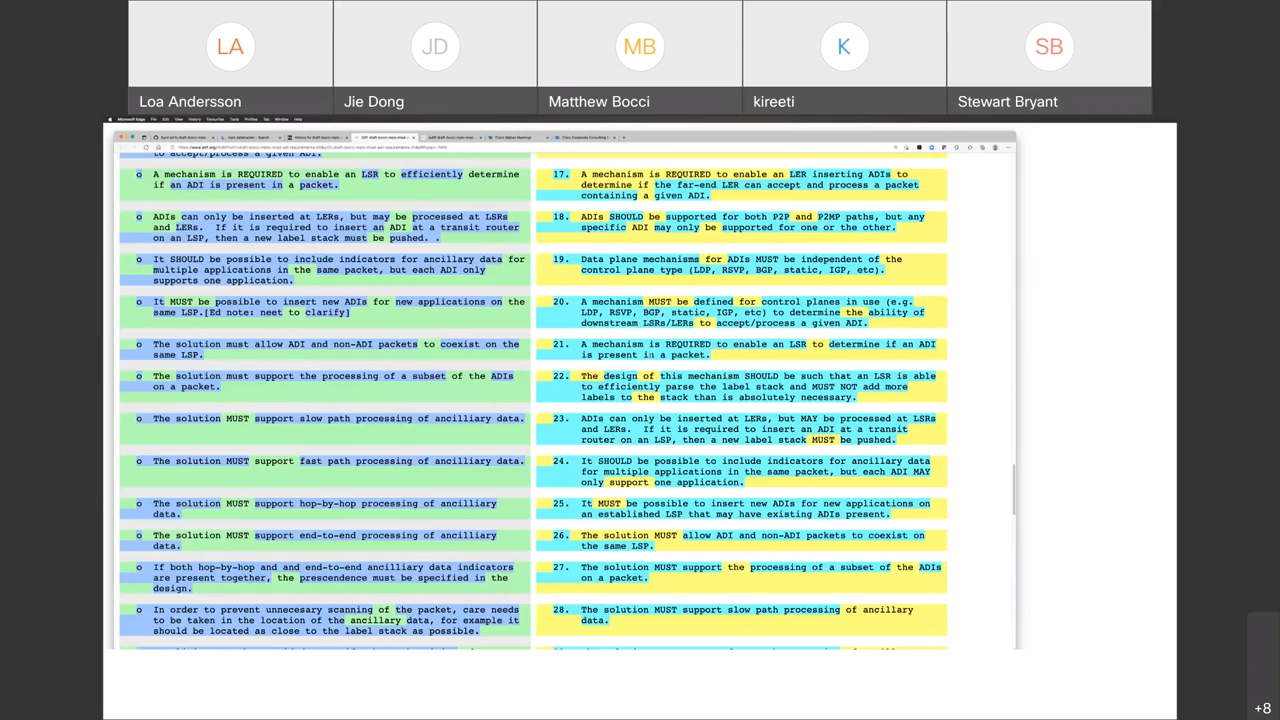 LA
JD
MB
K
SB
Loa Andersson
Jie Dong
Matthew Bocci
kireeti
Stewart Bryant
Microsoft Edge File Edit View History Favourites Tools Profiles Tab Window Help
to accept/process a given ADI.
o A mechanism is REQUIRED to enable an LSR to efficiently determine
if an ADI is present in a packet.
o ADIs can only be inserted at LERs, but may be processed at LSRs
and LERs. If it is required to insert an ADI at a transit router
on an LSP, then a new label stack must be pushed. .
o It SHOULD be possible to include indicators for ancillary data for
multiple applications in the same packet, but each ADI only
supports one application.
o It MUST be possible to insert new ADIs for new applications on the
same LSP.[Ed note: neet to clarify]
o The solution must allow ADI and non-ADI packets to coexist on the
same LSP.
o The solution must support the processing of a subset of the ADIs
on a packet.
o The solution MUST support slow path processing of ancilliary data.
o The solution MUST support fast path processing of ancilliary data.
o The solution MUST support hop-by-hop processing of ancilliary
data.
o The solution MUST support end-to-end processing of ancilliary
data.
o If both hop-by-hop and and end-to-end ancilliary data indicators
are present together, the prescendence must be specified in the
design.
o In order to prevent unnecesary scanning of the packet, care needs
to be taken in the location of the ancillary data, for example it
should be located as close to the label stack as possible.
17. A mechanism is REQUIRED to enable an LER inserting ADIs to
determine if the far-end LER can accept and process a packet
containing a given ADI.
18. ADIs SHOULD be supported for both P2P and P2MP paths, but any
specific ADI may only be supported for one or the other.
19. Data plane mechanisms for ADIs MUST be independent of the
control plane type (LDP, RSVP, BGP, static, IGP, etc).
20. A mechanism MUST be defined for control planes in use (e.g.
LDP, RSVP, BGP, static, IGP, etc) to determine the ability of
downstream LSRs/LERs to accept/process a given ADI.
21. A mechanism is REQUIRED to enable an LSR to determine if an ADI
is present in a packet.
22. The design of this mechanism SHOULD be such that an LSR is able
to efficiently parse the label stack and MUST NOT add more
labels to the stack than is absolutely necessary.
23. ADIs can only be inserted at LERs, but MAY be processed at LSRs
and LERs. If it is required to insert an ADI at a transit
router on an LSP, then a new label stack MUST be pushed.
24. It SHOULD be possible to include indicators for ancillary data
for multiple applications in the same packet, but each ADI MAY
only support one application.
25. It MUST be possible to insert new ADIs for new applications on
an established LSP that may have existing ADIs present.
26. The solution MUST allow ADI and non-ADI packets to coexist on
the same LSP.
27. The solution MUST support the processing of a subset of the ADIs
on a packet.
28. The solution MUST support slow path processing of ancillary
data.
+8